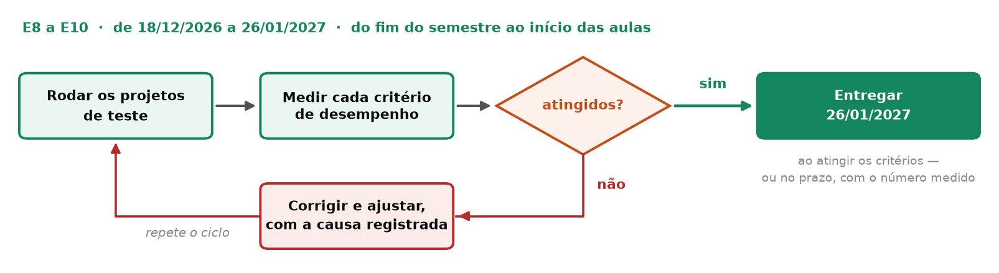 E8 a E10 · de 18/12/2026 a 26/01/2027 · do fim do semestre ao início das aulas
Rodar os projetos
de teste
Medir cada critério
de desempenho
atingidos?
sim
Entregar
26/01/2027
ao atingir os critérios —
ou no prazo, com o número medido
não
Corrigir e ajustar,
com a causa registrada
repete o ciclo